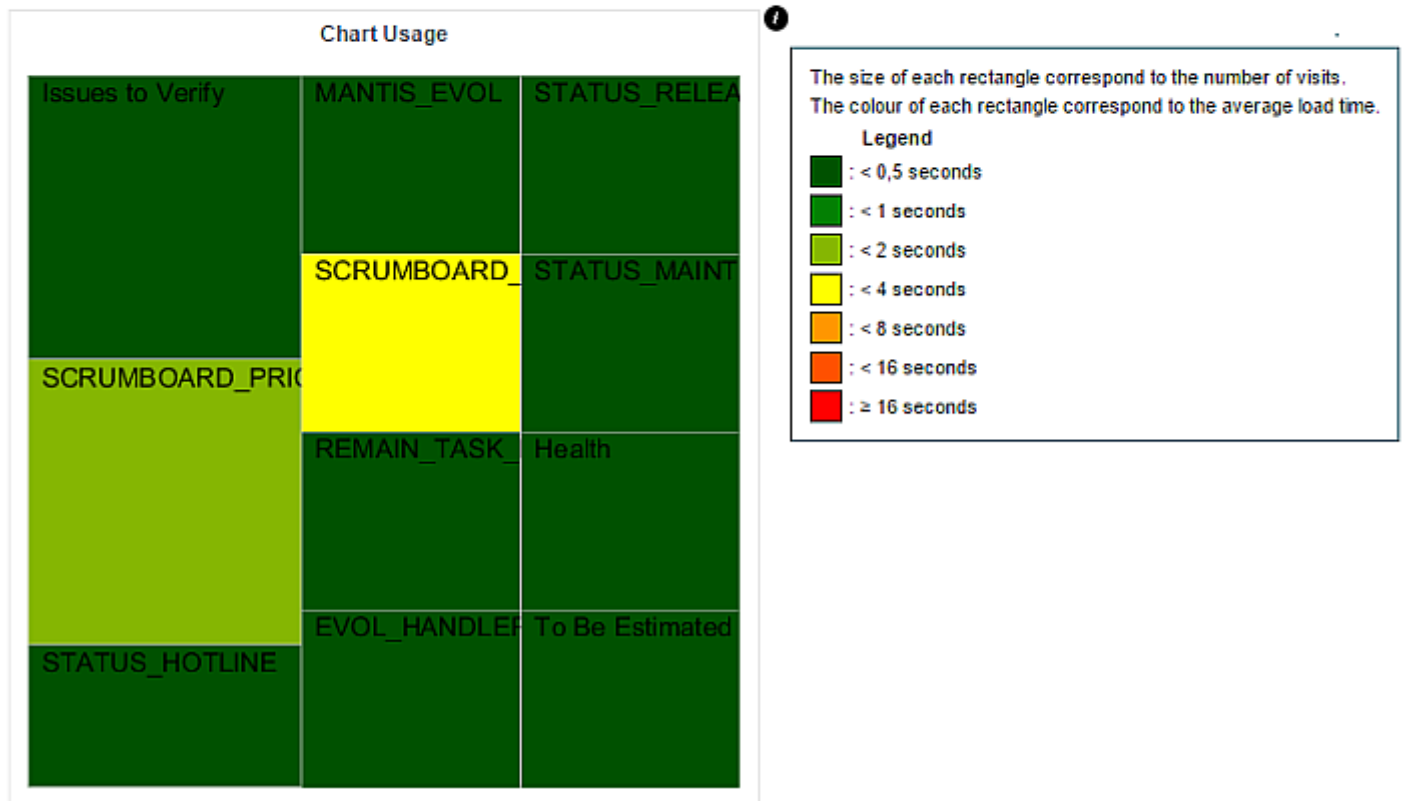 Chart Usage
i
Issues to Verify
MANTIS_EVOL
STATUS_RELEA
SCRUMBOARD_
STATUS_MAINT
SCRUMBOARD_PRIO
REMAIN_TASK_
Health
EVOL_HANDLER
To Be Estimated
STATUS_HOTLINE
The size of each rectangle correspond to the number of visits.
The colour of each rectangle correspond to the average load time.
Legend
: < 0,5 seconds
: < 1 seconds
: < 2 seconds
: < 4 seconds
: < 8 seconds
: < 16 seconds
: ≥ 16 seconds